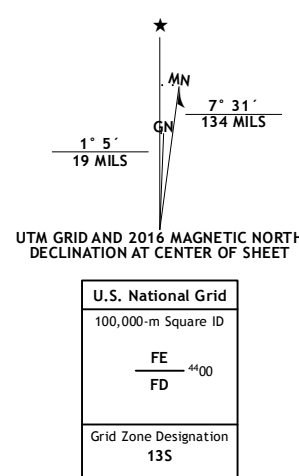 ★
MN
7° 31´
134 MILS
GN
1° 5´
19 MILS
UTM GRID AND 2016 MAGNETIC NORTH
DECLINATION AT CENTER OF SHEET
U.S. National Grid
100,000-m Square ID
FE
4400
FD
Grid Zone Designation
13S